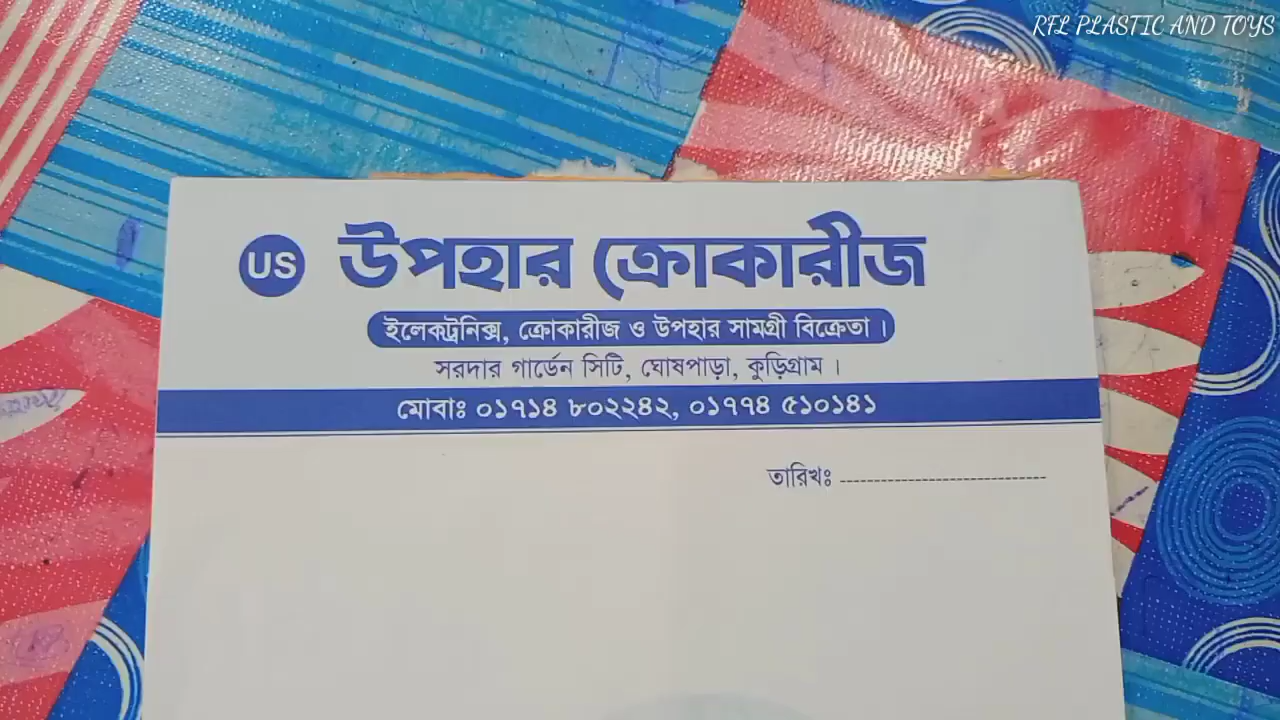 RFL PLASTIC AND TOYS
US উপহার ক্রোকারীজ
ইলেকট্রনিক্স, ক্রোকারীজ ও উপহার সামগ্রী বিক্রেতা।
সরদার গার্ডেন সিটি, ঘোষপাড়া, কুড়িগ্রাম।
মোবাঃ ০১৭১৪ ৮০২২৪২, ০১৭৭৪ ৫১০১৪১
তারিখঃ ------------------------------